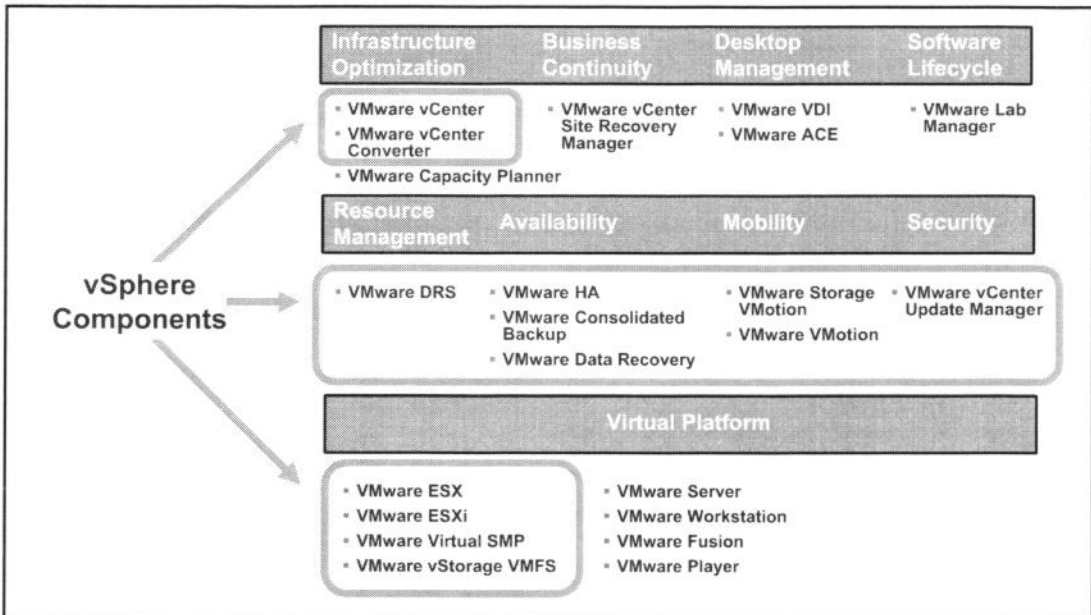 Infrastructure
Optimization
Business
Continuity
Desktop
Management
Software
Lifecycle
▪ VMware vCenter
▪ VMware vCenter
Converter
▪ VMware Capacity Planner
▪ VMware vCenter
Site Recovery
Manager
▪ VMware VDI
▪ VMware ACE
▪ VMware Lab
Manager
Resource
Management
Availability
Mobility
Security
vSphere
Components
▪ VMware DRS
▪ VMware HA
▪ VMware Consolidated
Backup
▪ VMware Data Recovery
▪ VMware Storage
VMotion
▪ VMware VMotion
▪ VMware vCenter
Update Manager
Virtual Platform
▪ VMware ESX
▪ VMware ESXi
▪ VMware Virtual SMP
▪ VMware vStorage VMFS
▪ VMware Server
▪ VMware Workstation
▪ VMware Fusion
▪ VMware Player